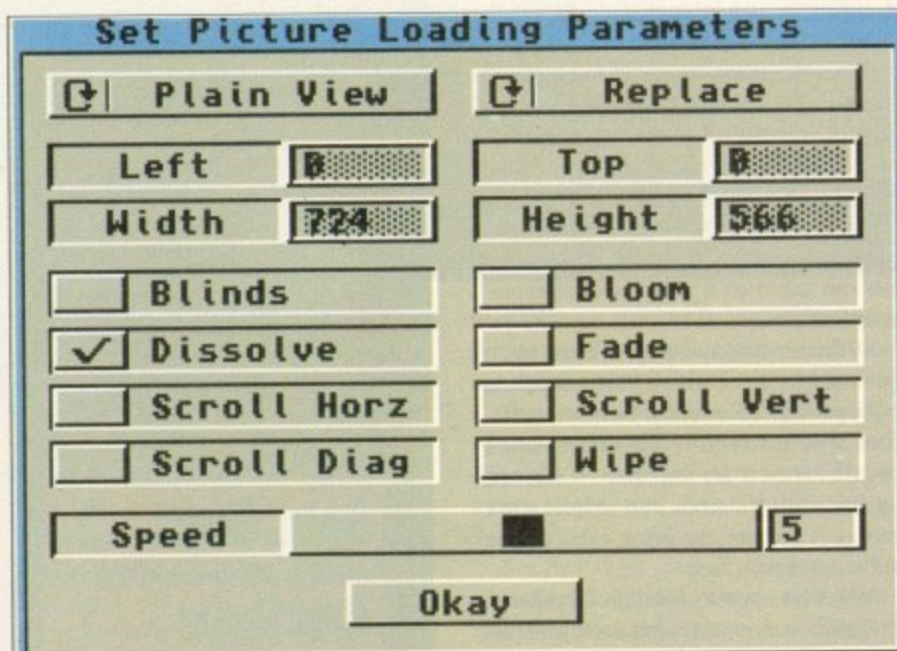 Set Picture Loading Parameters
Plain View Replace
Left 0 Top 0
Width 724 Height 566
Blinds Bloom
Dissolve Fade
Scroll Horz Scroll Vert
Scroll Diag Wipe
Speed 5
Okay